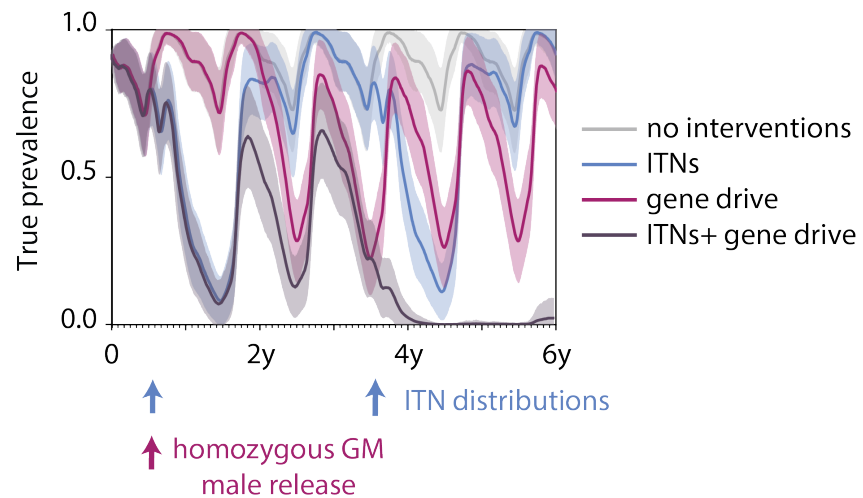 1.0
0.5
0.0
True prevalence
0
2y
4y
6y
no interventions
ITNs
gene drive
ITNs+ gene drive
ITN distributions
homozygous GM
male release